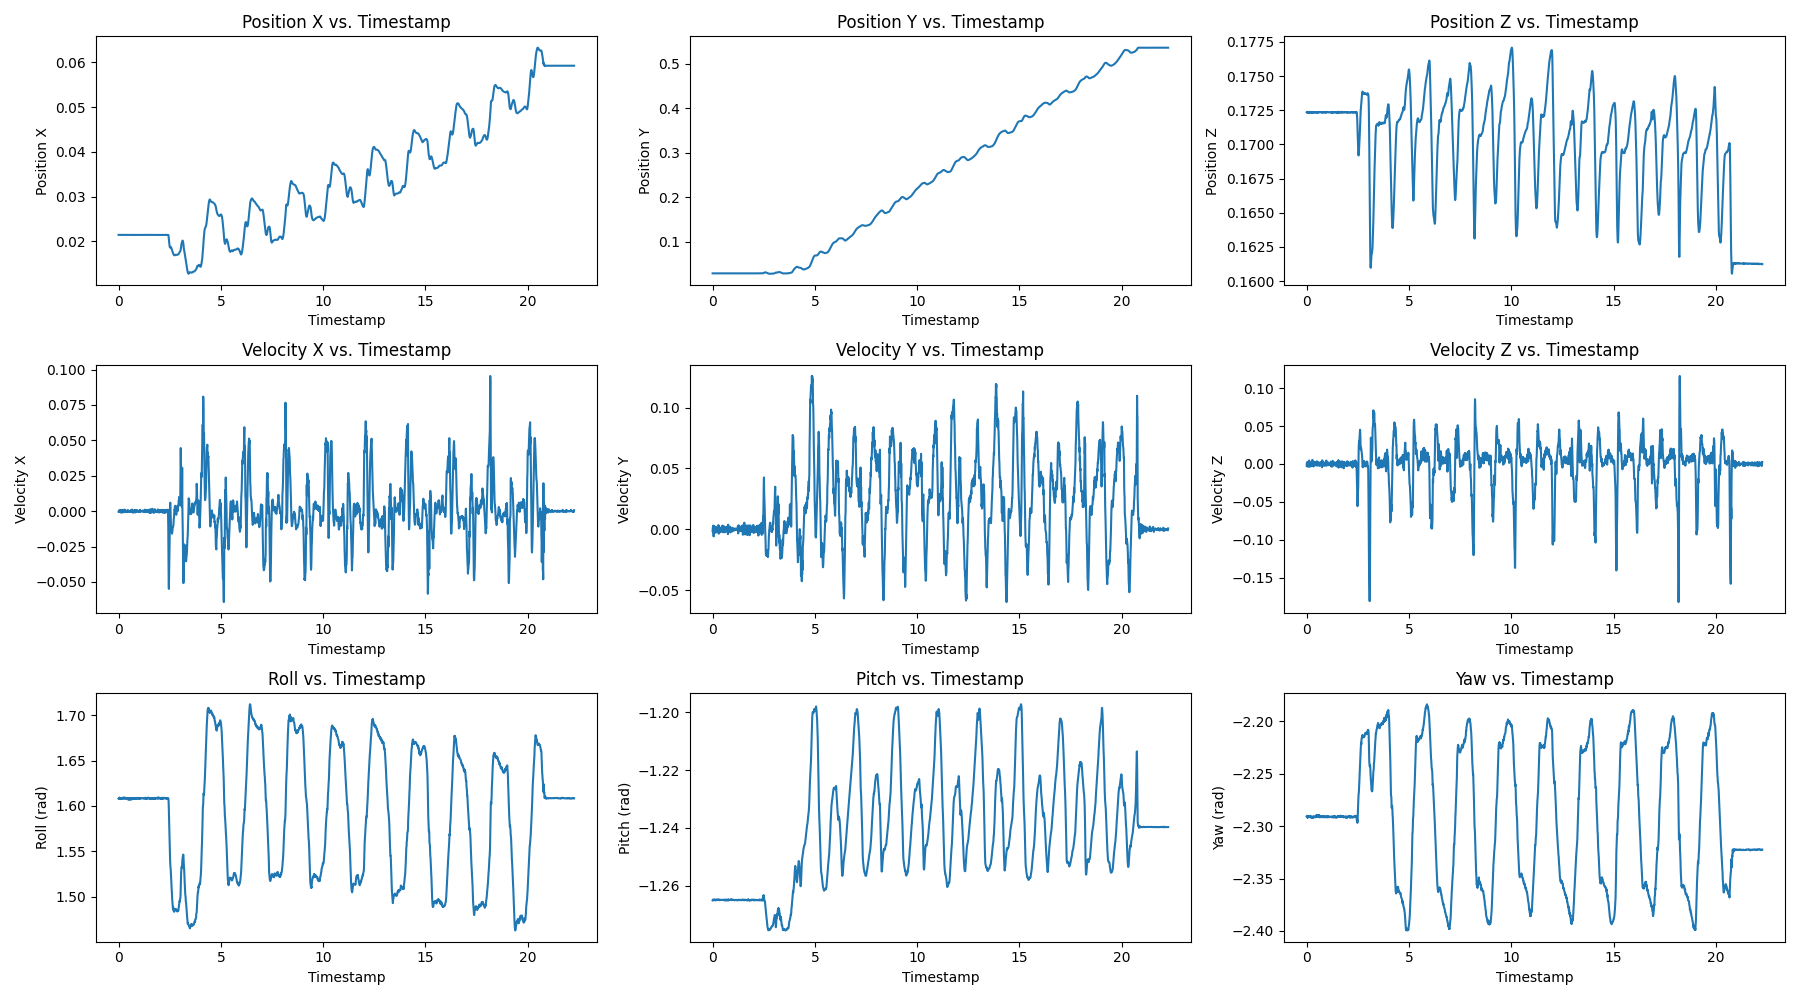 Position X vs. Timestamp
Position X
0.06
0.05
0.04
0.03
0.02
0 5 10 15 20
Timestamp
Position Y vs. Timestamp
Position Y
0.5
0.4
0.3
0.2
0.1
0 5 10 15 20
Timestamp
Position Z vs. Timestamp
Position Z
0.1775
0.1750
0.1725
0.1700
0.1675
0.1650
0.1625
0.1600
0 5 10 15 20
Timestamp
Velocity X vs. Timestamp
Velocity X
0.100
0.075
0.050
0.025
0.000
−0.025
−0.050
0 5 10 15 20
Timestamp
Velocity Y vs. Timestamp
Velocity Y
0.10
0.05
0.00
−0.05
0 5 10 15 20
Timestamp
Velocity Z vs. Timestamp
Velocity Z
0.10
0.05
0.00
−0.05
−0.10
−0.15
0 5 10 15 20
Timestamp
Roll vs. Timestamp
Roll (rad)
1.70
1.65
1.60
1.55
1.50
0 5 10 15 20
Timestamp
Pitch vs. Timestamp
Pitch (rad)
−1.20
−1.22
−1.24
−1.26
0 5 10 15 20
Timestamp
Yaw vs. Timestamp
Yaw (rad)
−2.20
−2.25
−2.30
−2.35
−2.40
0 5 10 15 20
Timestamp